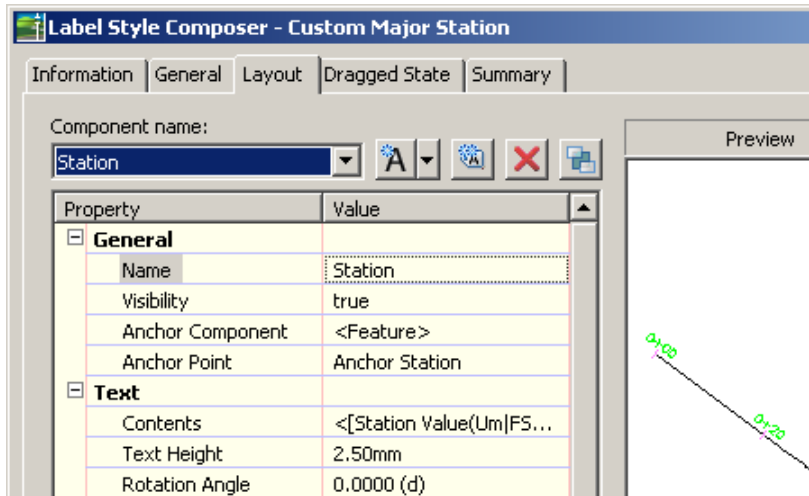 Label Style Composer - Custom Major Station
Information General Layout Dragged State Summary
Component name:
Station
Preview
Property Value
General
Name Station
Visibility true
Anchor Component <Feature>
Anchor Point Anchor Station
Text
Contents <[Station Value(Um|FS...
Text Height 2.50mm
Rotation Angle 0.0000 (d)
0+00
0+20